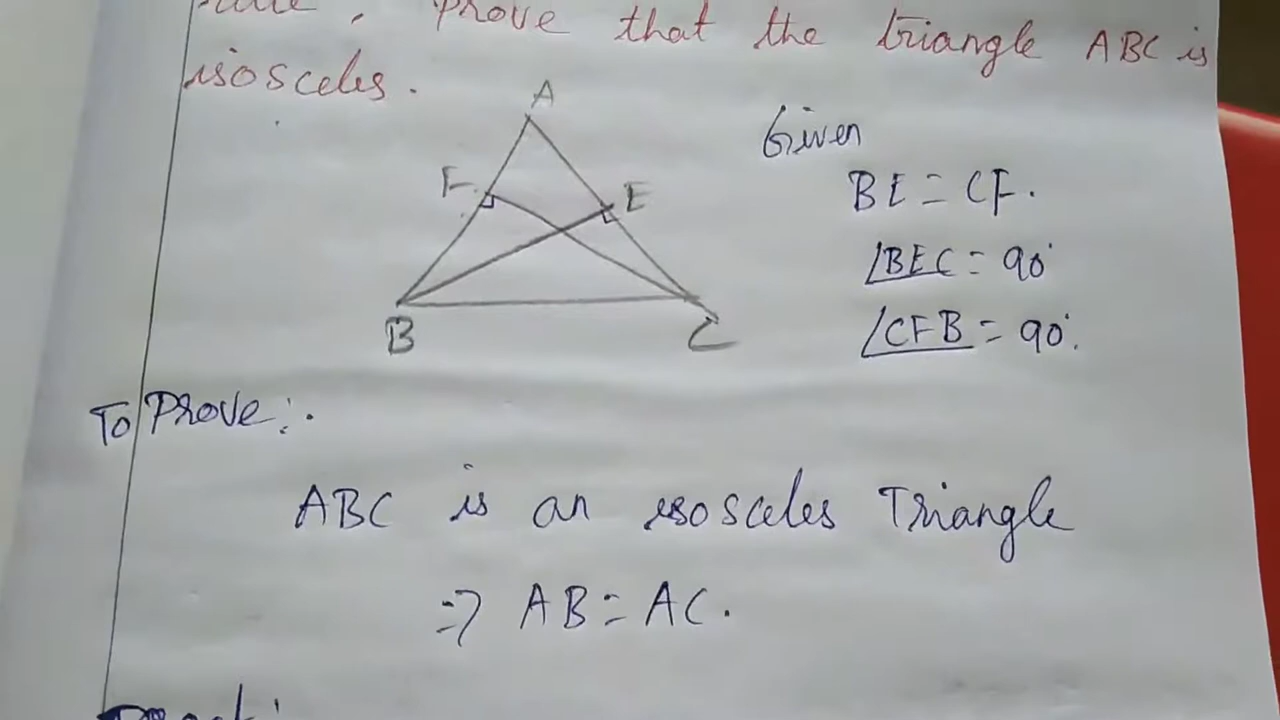 Prove that the triangle ABC is
isosceles.
A
Given
F
E
BE = CF.
∠BEC = 90°
∠CFB = 90°.
B
C
To Prove:.
ABC is an isosceles Triangle
⇒ AB = AC.